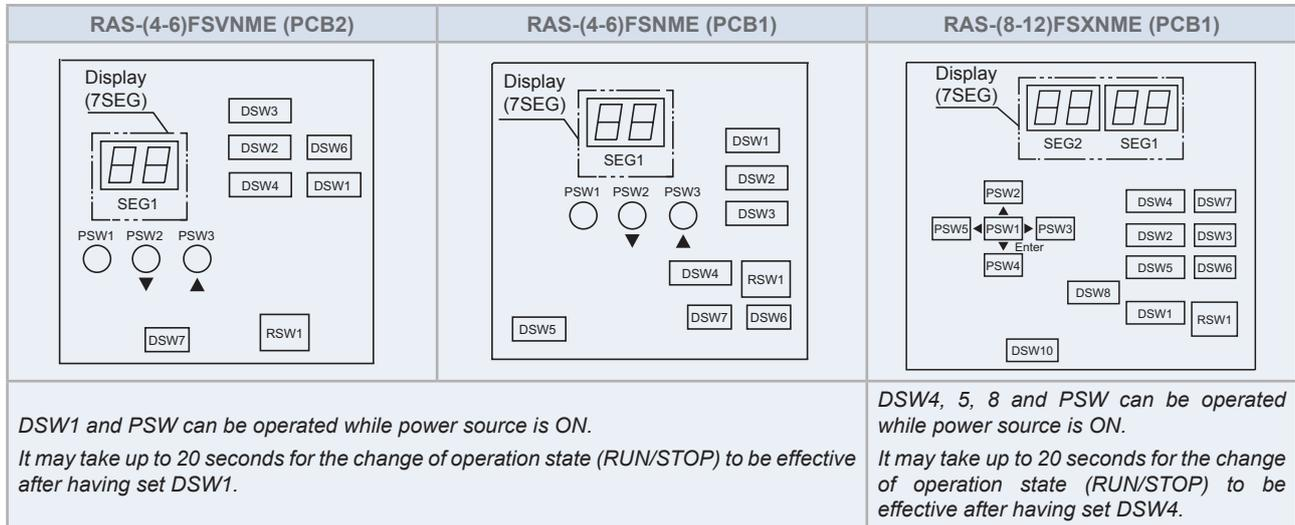 RAS-(4-6)FSVNME (PCB2)
RAS-(4-6)FSNME (PCB1)
RAS-(8-12)FSXNME (PCB1)
Display
(7SEG)
DSW3
DSW2
DSW6
DSW4
DSW1
SEG1
PSW1
PSW2
PSW3
▼
▲
DSW7
RSW1
Display
(7SEG)
SEG1
DSW1
DSW2
DSW3
PSW1
PSW2
PSW3
▼
▲
DSW4
RSW1
DSW7
DSW6
DSW5
Display
(7SEG)
SEG2
SEG1
PSW2
PSW5
PSW1
PSW3
Enter
PSW4
DSW4
DSW7
DSW2
DSW3
DSW5
DSW6
DSW8
DSW1
RSW1
DSW10
DSW1 and PSW can be operated while power source is ON.
It may take up to 20 seconds for the change of operation state (RUN/STOP) to be effective
after having set DSW1.
DSW4, 5, 8 and PSW can be operated
while power source is ON.
It may take up to 20 seconds for the change
of operation state (RUN/STOP) to be
effective after having set DSW4.